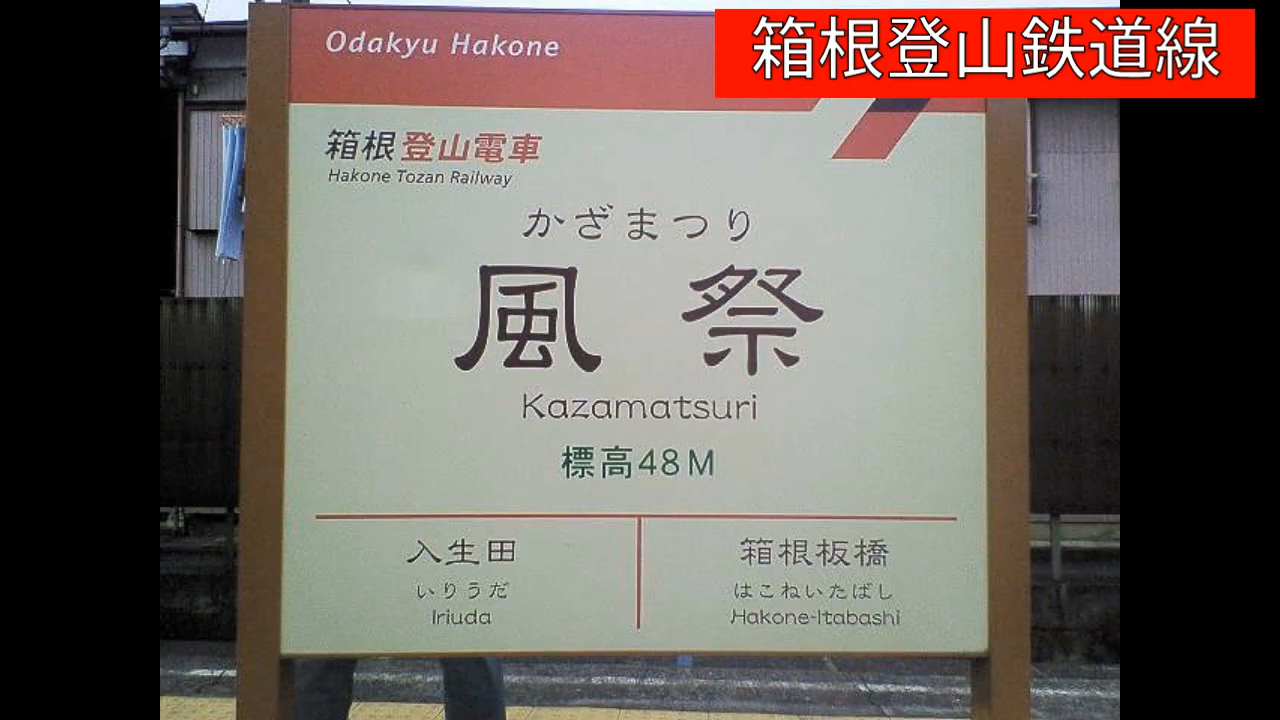 箱根登山鉄道線
Odakyu Hakone
箱根登山電車
Hakone Tozan Railway
かざまつり
風祭
Kazamatsuri
標高48M
入生田
いりうだ
Iriuda
箱根板橋
はこねいたばし
Hakone-Itabashi